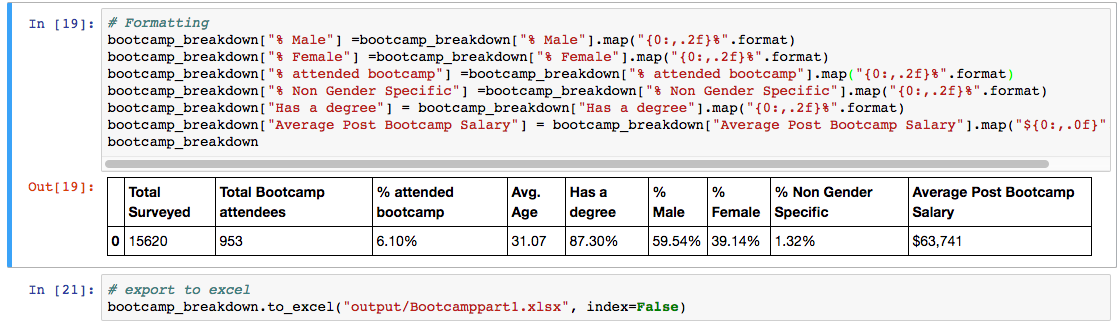 In [19]: # Formatting
bootcamp_breakdown["% Male"] =bootcamp_breakdown["% Male"].map("{0:,.2f}%".format)
bootcamp_breakdown["% Female"] =bootcamp_breakdown["% Female"].map("{0:,.2f}%".format)
bootcamp_breakdown["% attended bootcamp"] =bootcamp_breakdown["% attended bootcamp"].map("{0:,.2f}%".format)
bootcamp_breakdown["% Non Gender Specific"] =bootcamp_breakdown["% Non Gender Specific"].map("{0:,.2f}%".format)
bootcamp_breakdown["Has a degree"] = bootcamp_breakdown["Has a degree"].map("{0:,.2f}%".format)
bootcamp_breakdown["Average Post Bootcamp Salary"] = bootcamp_breakdown["Average Post Bootcamp Salary"].map("${0:,.0f}"
bootcamp_breakdown
Out[19]: Total Total Bootcamp % attended Avg. Has a % % % Non Gender Average Post Bootcamp
Surveyed attendees bootcamp Age degree Male Female Specific Salary
0 15620 953 6.10% 31.07 87.30% 59.54% 39.14% 1.32% $63,741
In [21]: # export to excel
bootcamp_breakdown.to_excel("output/Bootcamppart1.xlsx", index=False)